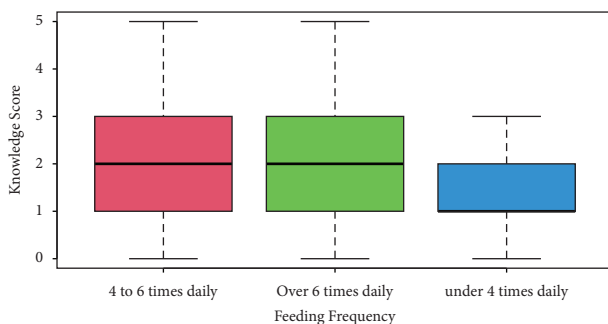 5
4
3
2
1
0
Knowledge Score
4 to 6 times daily
Over 6 times daily
under 4 times daily
Feeding Frequency